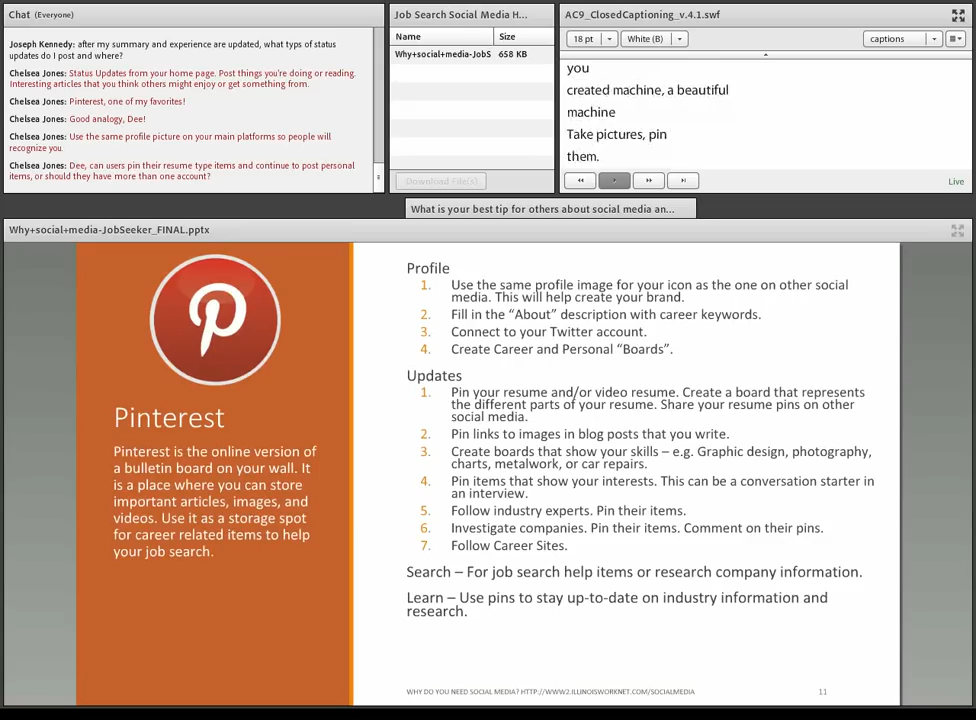 Chat (Everyone)
Joseph Kennedy: after my summary and experience are updated, what typs of status
updates do I post and where?
Chelsea Jones: Status Updates from your home page. Post things you're doing or reading.
Interesting articles that you think others might enjoy or get something from.
Chelsea Jones: Pinterest, one of my favorites!
Chelsea Jones: Good analogy, Dee!
Chelsea Jones: Use the same profile picture on your main platforms so people will
recognize you.
Chelsea Jones: Dee, can users pin their resume type items and continue to post personal
items, or should they have more than one account?
Job Search Social Media H...
Name Size
Why+social+media-JobS 658 KB
Download File(s)
AC9_ClosedCaptioning_v.4.1.swf
18 pt White (B) captions
you
created machine, a beautiful
machine
Take pictures, pin
them.
Live
What is your best tip for others about social media an...
Why+social+media-JobSeeker_FINAL.pptx
Pinterest
Pinterest is the online version of
a bulletin board on your wall. It
is a place where you can store
important articles, images, and
videos. Use it as a storage spot
for career related items to help
your job search.
Profile
1. Use the same profile image for your icon as the one on other social
media. This will help create your brand.
2. Fill in the “About” description with career keywords.
3. Connect to your Twitter account.
4. Create Career and Personal “Boards”.
Updates
1. Pin your resume and/or video resume. Create a board that represents
the different parts of your resume. Share your resume pins on other
social media.
2. Pin links to images in blog posts that you write.
3. Create boards that show your skills – e.g. Graphic design, photography,
charts, metalwork, or car repairs.
4. Pin items that show your interests. This can be a conversation starter in
an interview.
5. Follow industry experts. Pin their items.
6. Investigate companies. Pin their items. Comment on their pins.
7. Follow Career Sites.
Search – For job search help items or research company information.
Learn – Use pins to stay up-to-date on industry information and
research.
WHY DO YOU NEED SOCIAL MEDIA? HTTP://WWW2.ILLINOISWORKNET.COM/SOCIALMEDIA 11